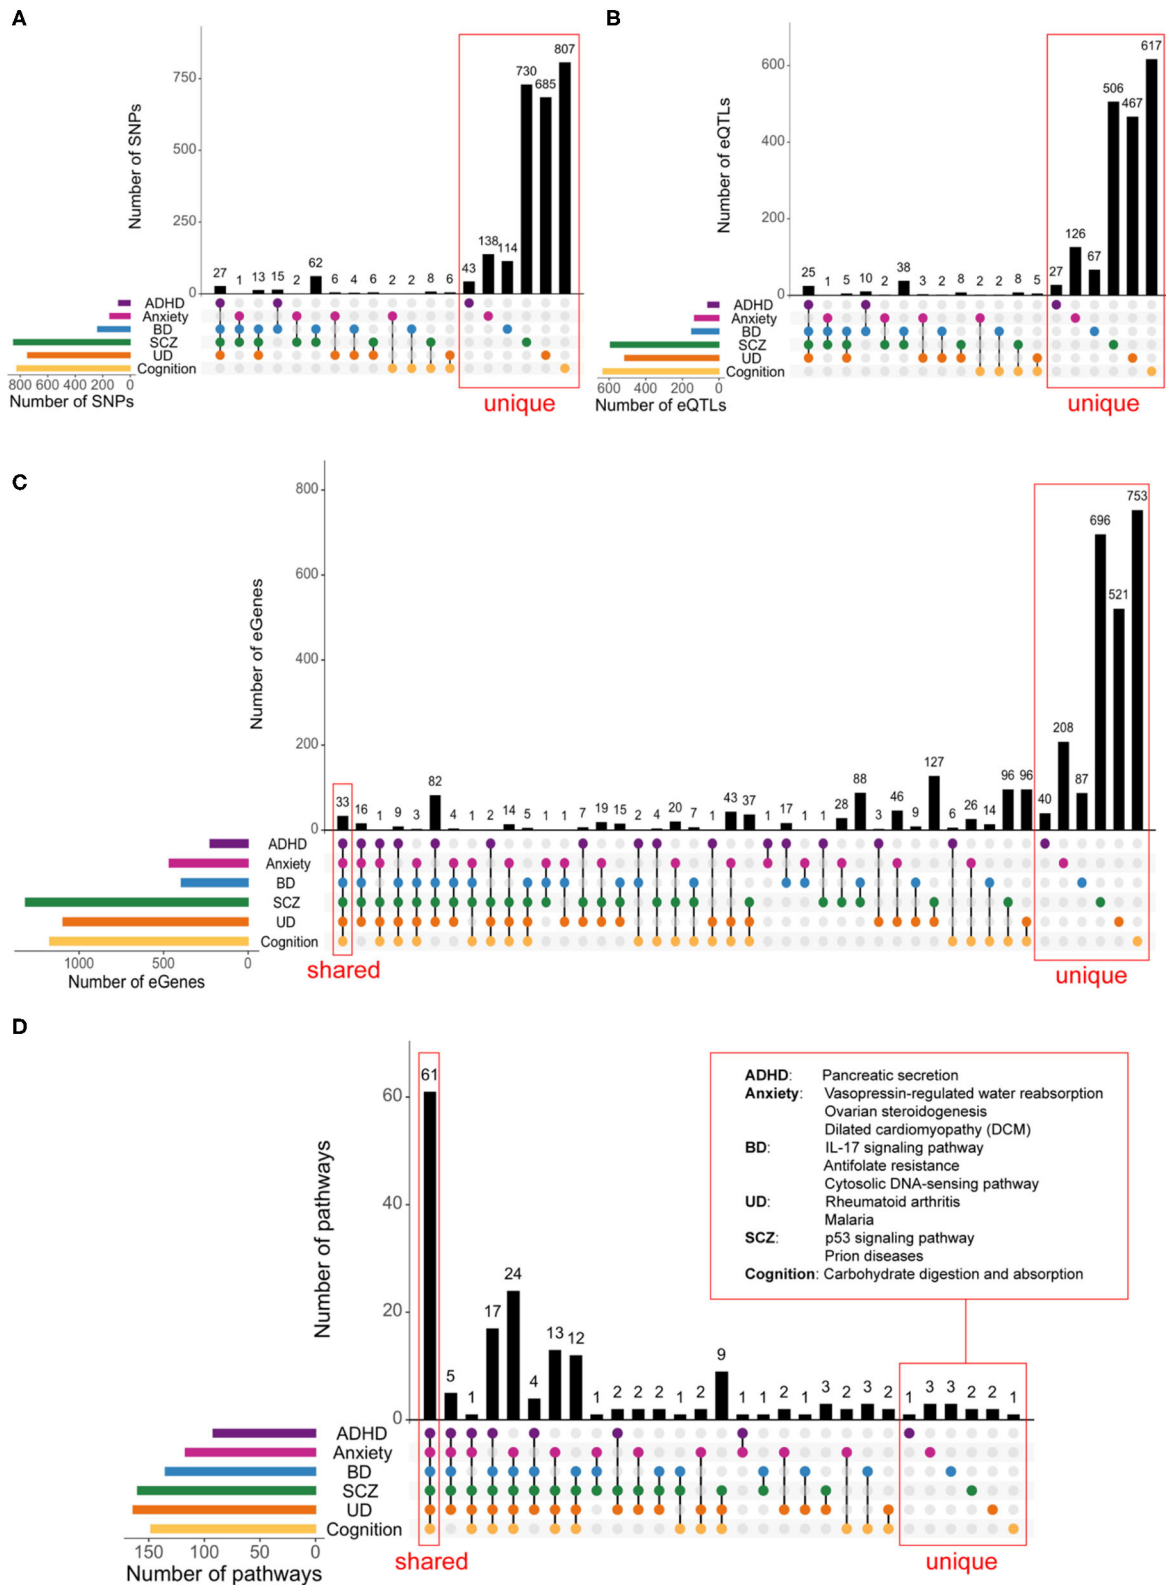 A
Number of SNPs
750
500
250
0
27 1 13 15 2 62 6 4 6 2 2 8 6 43 138 114 730 685 807
ADHD
Anxiety
BD
SCZ
UD
Cognition
800 600 400 200 0
Number of SNPs
unique
B
Number of eQTLs
600
400
200
0
25 1 5 10 2 38 3 2 8 2 2 8 5 27 126 67 506 467 617
ADHD
Anxiety
BD
SCZ
UD
Cognition
600 400 200 0
Number of eQTLs
unique
C
Number of eGenes
800
600
400
200
0
33 16 1 9 3 82 4 1 2 14 5 1 1 7 19 15 2 4 20 7 1 43 37 1 17 1 1 28 88 3 46 9 127 6 26 14 96 96 40 208 87 696 521 753
ADHD
Anxiety
BD
SCZ
UD
Cognition
1000 500 0
Number of eGenes
shared
unique
D
Number of pathways
60
40
20
0
61 5 1 17 24 4 13 12 1 2 2 2 1 2 9 1 1 2 1 3 2 3 2 1 3 3 2 2 1
ADHD: Pancreatic secretion
Anxiety: Vasopressin-regulated water reabsorption
Ovarian steroidogenesis
Dilated cardiomyopathy (DCM)
BD: IL-17 signaling pathway
Antifolate resistance
Cytosolic DNA-sensing pathway
UD: Rheumatoid arthritis
Malaria
SCZ: p53 signaling pathway
Prion diseases
Cognition: Carbohydrate digestion and absorption
ADHD
Anxiety
BD
SCZ
UD
Cognition
150 100 50 0
Number of pathways
shared
unique